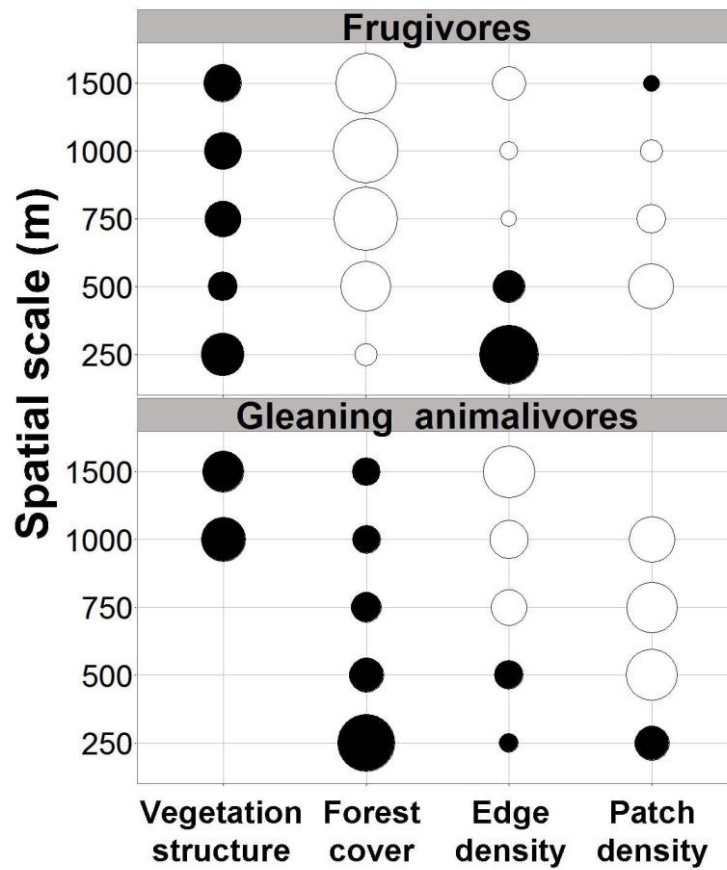 Frugivores
Spatial scale (m)
1500
1000
750
500
250
Gleaning animalivores
1500
1000
750
500
250
Vegetation structure
Forest cover
Edge density
Patch density